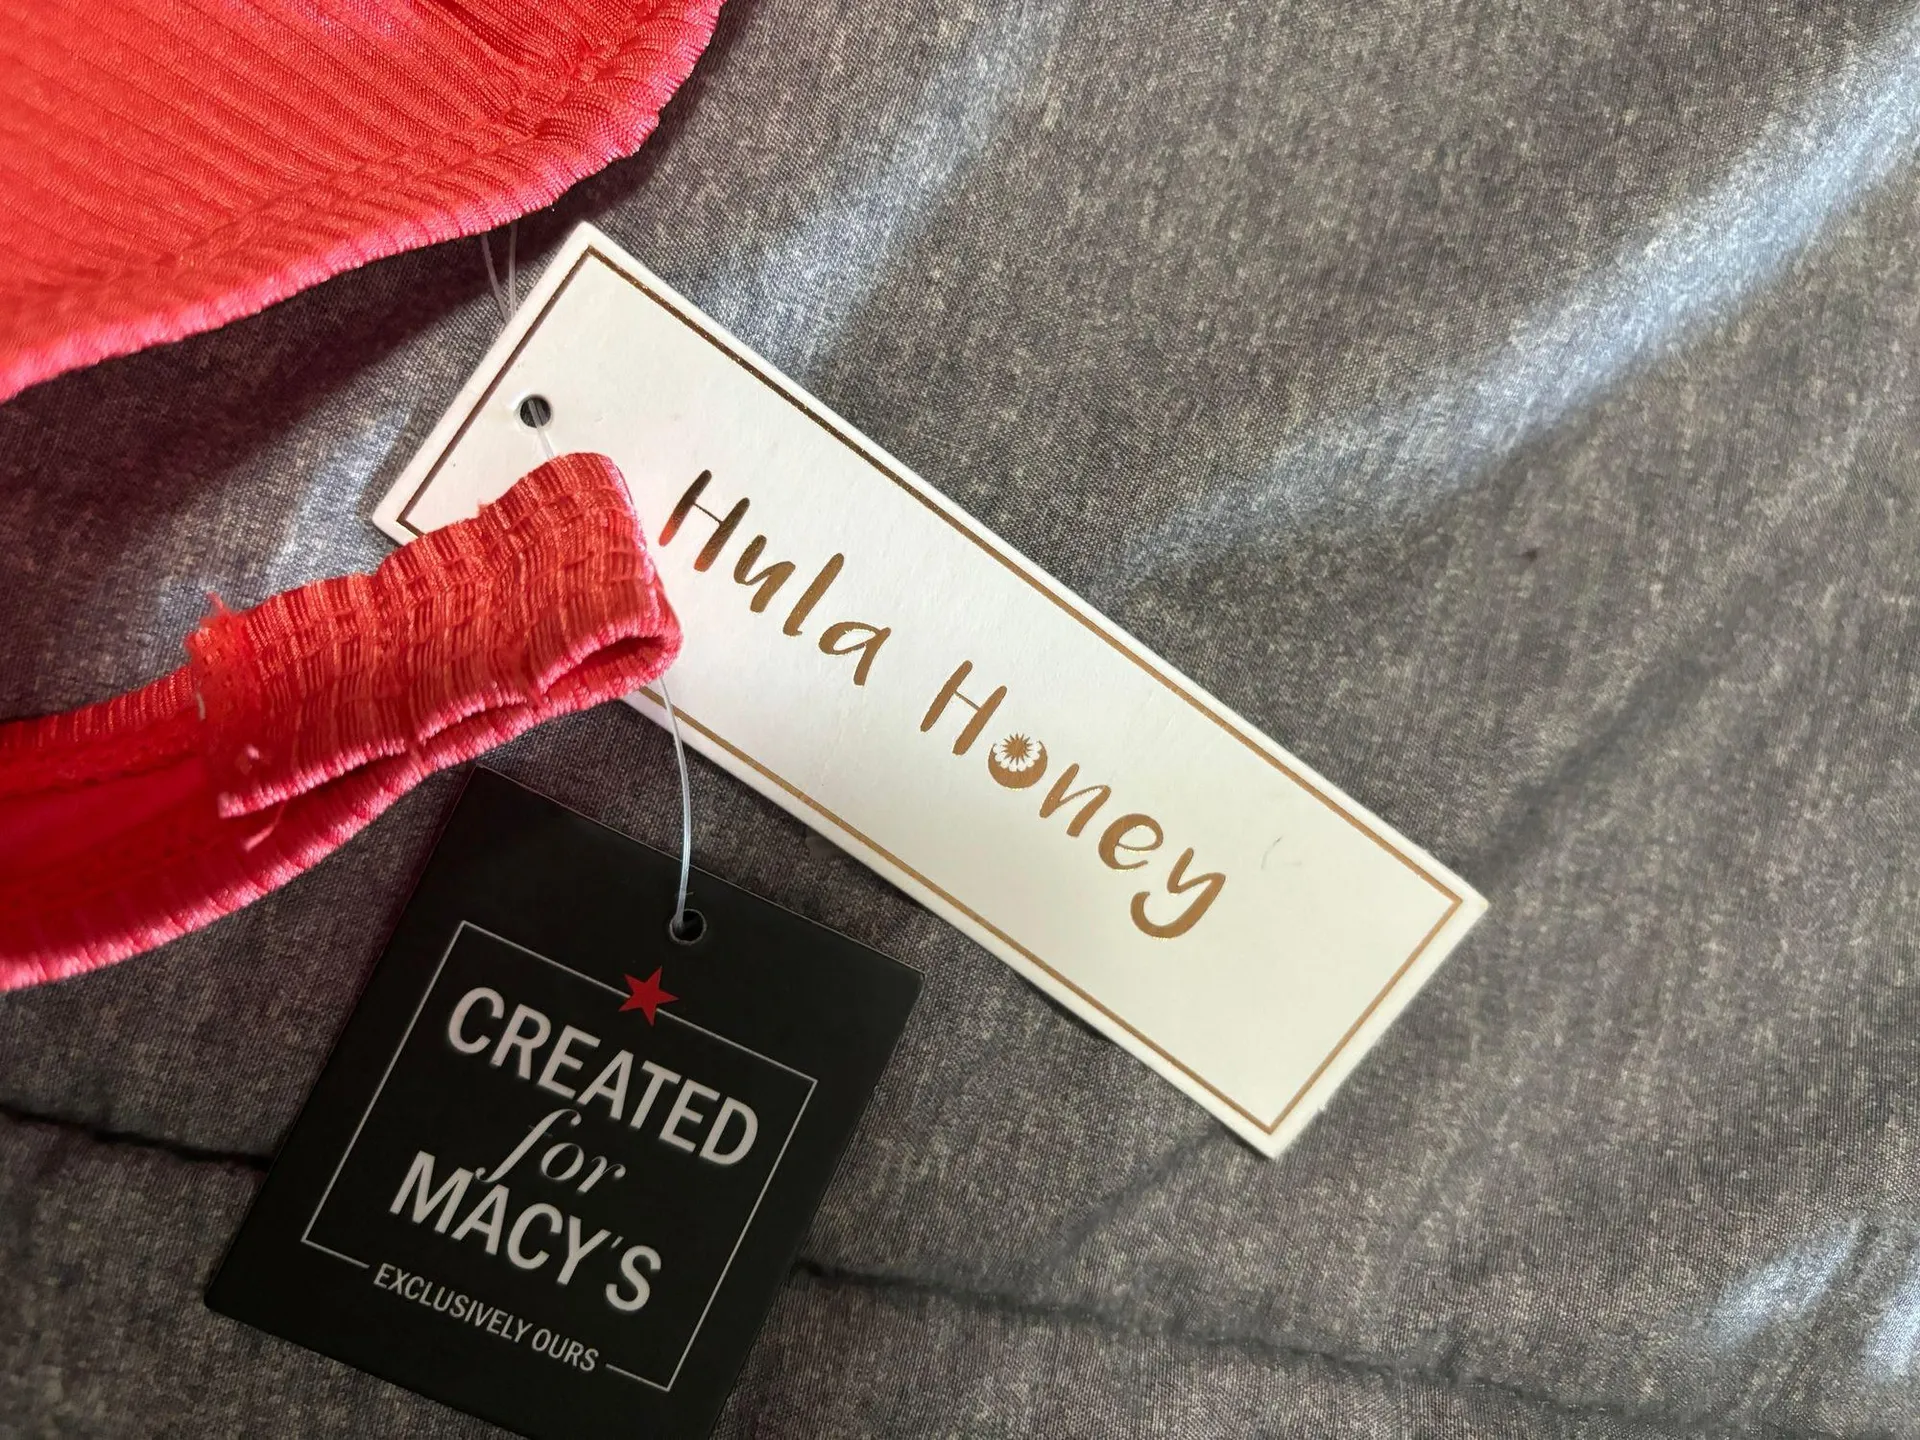 Hula Honey
CREATED
for
MACY'S
EXCLUSIVELY OURS